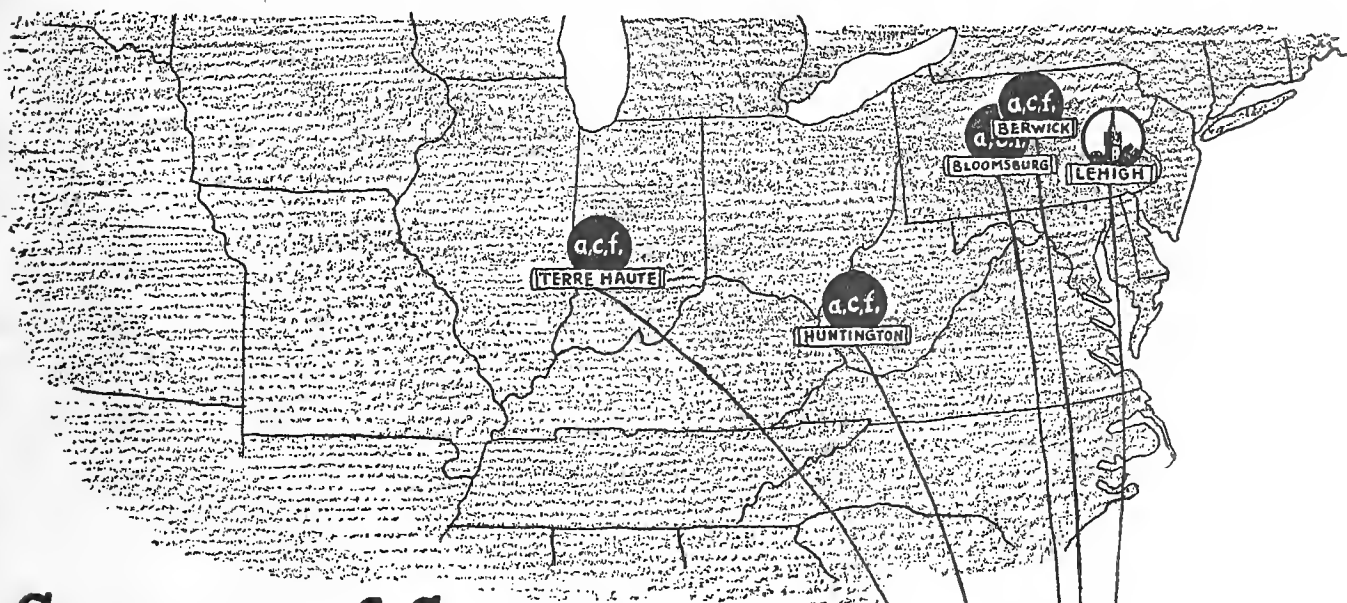 a.c.f.
BERWICK
a.c.f.
BLOOMSBURG
LEHIGH
a.c.f.
TERRE HAUTE
a.c.f.
HUNTINGTON